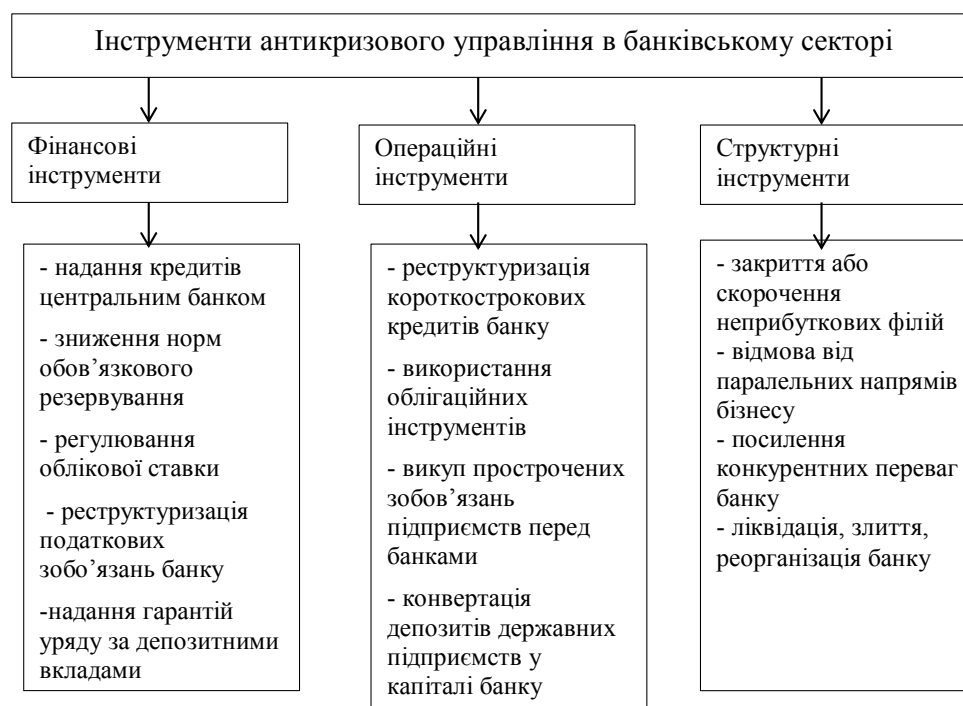 Інструменти антикризового управління в банківському секторі
Фінансові
інструменти
Операційні
інструменти
Структурні
інструменти
- надання кредитів
центральним банком
- зниження норм
обов’язкового
резервування
- регулювання
облікової ставки
- реструктуризація
податкових
зобо’язань банку
-надання гарантій
уряду за депозитними
вкладами
- реструктуризація
короткострокових
кредитів банку
- використання
облігаційних
інструментів
- викуп прострочених
зобов’язань
підприємств перед
банками
- конвертація
депозитів державних
підприємств у
капіталі банку
- закриття або
скорочення
неприбуткових філій
- відмова від
паралельних напрямів
бізнесу
- посилення
конкурентних переваг
банку
- ліквідація, злиття,
реорганізація банку